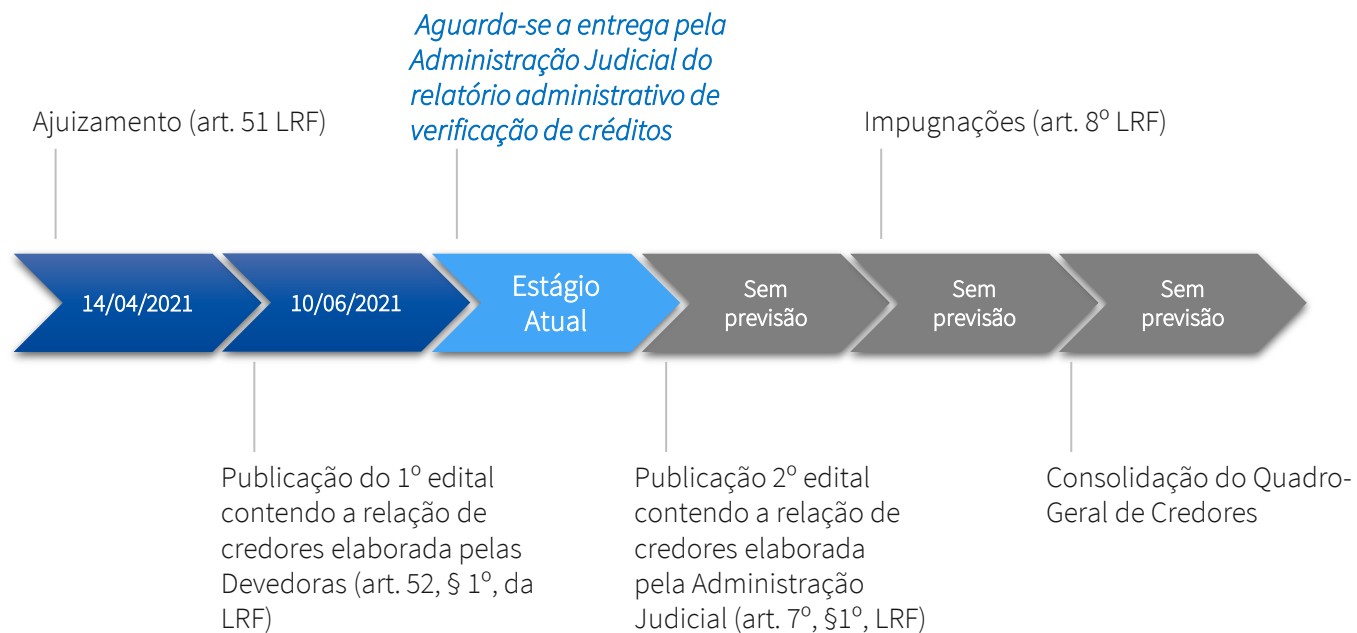 Aguarda-se a entrega pela
Administração Judicial do
relatório administrativo de
verificação de créditos
Ajuizamento (art. 51 LRF)
Impugnações (art. 8º LRF)
14/04/2021
10/06/2021
Estágio
Atual
Sem
previsão
Sem
previsão
Sem
previsão
Publicação do 1º edital
contendo a relação de
credores elaborada pelas
Devedoras (art. 52, § 1º, da
LRF)
Publicação 2º edital
contendo a relação de
credores elaborada
pela Administração
Judicial (art. 7º, §1º, LRF)
Consolidação do Quadro-
Geral de Credores